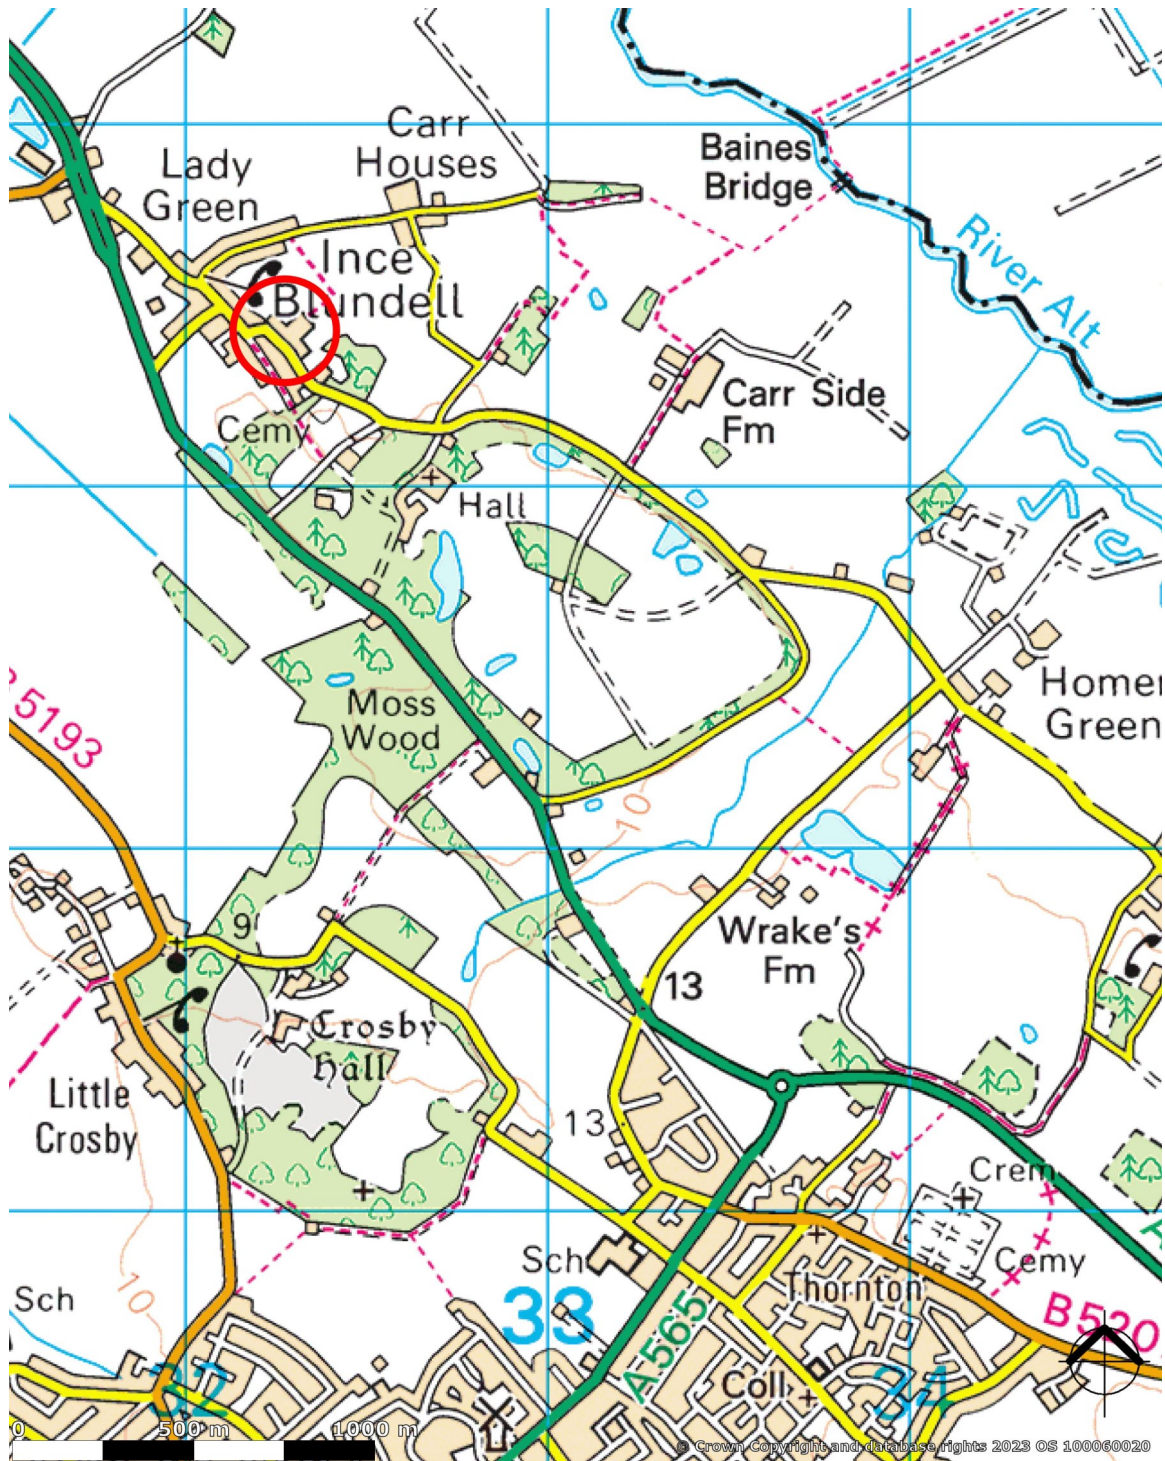 Carr
Houses
Lady
Green
Baines
Bridge
River Alt
Ince
Blundell
Carr Side
Fm
Cemy
Hall
Moss
Wood
5193
Homer
Green
10
9
Wrake's
Fm
13
Crosby
Hall
Little
Crosby
13
Crem
Cemy
Sch
Thornton
Sch
10
33
A565
B520
Coll
32
34
0 500 m 1000 m
© Crown Copyright and database rights 2023 OS 100060020